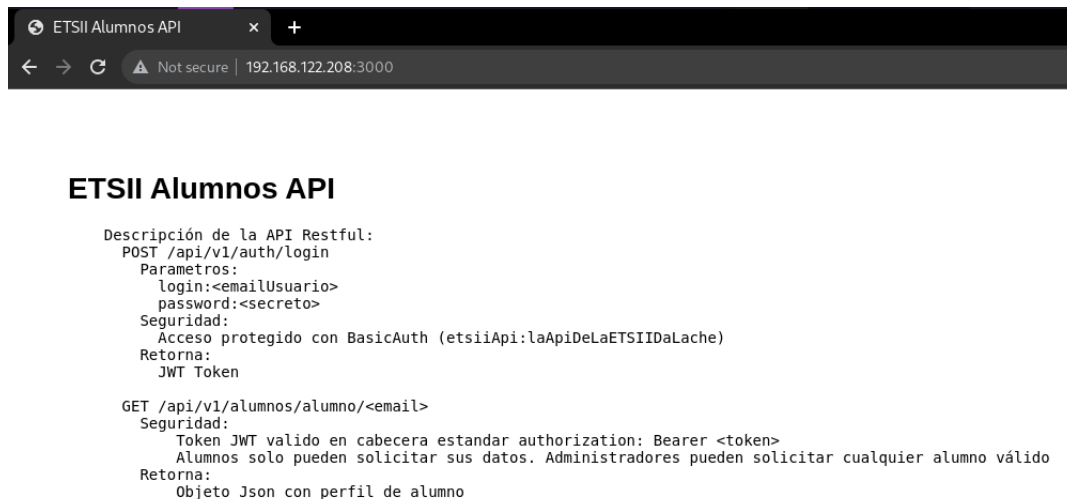 ETSII Alumnos API
Not secure | 192.168.122.208:3000
ETSII Alumnos API
Descripción de la API Restful:
POST /api/v1/auth/login
Parametros:
login:<emailUsuario>
password:<secreto>
Seguridad:
Acceso protegido con BasicAuth (etsiiApi:laApiDeLaETSIIDaLache)
Retorna:
JWT Token
GET /api/v1/alumnos/alumno/<email>
Seguridad:
Token JWT valido en cabecera estandar authorization: Bearer <token>
Alumnos solo pueden solicitar sus datos. Administradores pueden solicitar cualquier alumno válido
Retorna:
Objeto Json con perfil de alumno